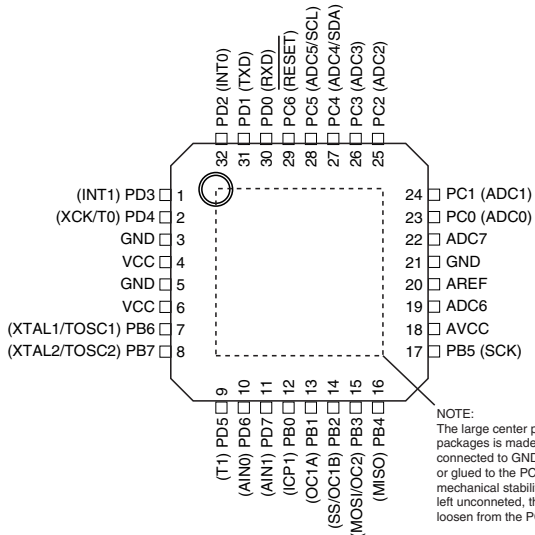 PD2 (INT0)
PD1 (TXD)
PD0 (RXD)
PC6 (RESET)
PC5 (ADC5/SCL)
PC4 (ADC4/SDA)
PC3 (ADC3)
PC2 (ADC2)
32
31
30
29
28
27
26
25
(INT1) PD3 1
(XCK/T0) PD4 2
GND 3
VCC 4
GND 5
VCC 6
(XTAL1/TOSC1) PB6 7
(XTAL2/TOSC2) PB7 8
24 PC1 (ADC1)
23 PC0 (ADC0)
22 ADC7
21 GND
20 AREF
19 ADC6
18 AVCC
17 PB5 (SCK)
9
10
11
12
13
14
15
16
(T1) PD5
(AIN0) PD6
(AIN1) PD7
(ICP1) PB0
(OC1A) PB1
(SS/OC1B) PB2
(MOSI/OC2) PB3
(MISO) PB4
NOTE:
The large center
packages is made
connected to GND
or glued to the
mechanical
left unconneted,
loosen from the